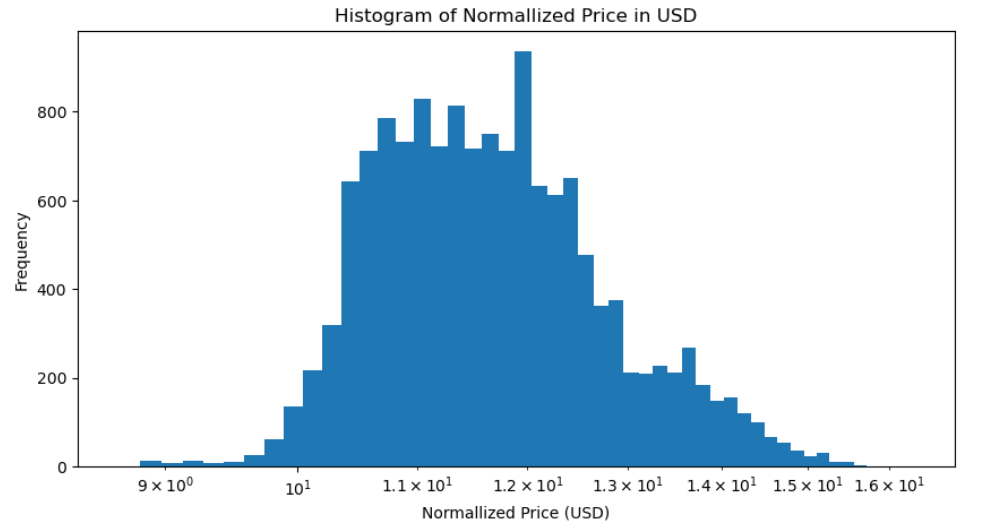 Histogram of Normallized Price in USD
Frequency
800
600
400
200
0
9 × 10⁰
10¹
1.1 × 10¹
1.2 × 10¹
1.3 × 10¹
1.4 × 10¹
1.5 × 10¹
1.6 × 10¹
Normallized Price (USD)